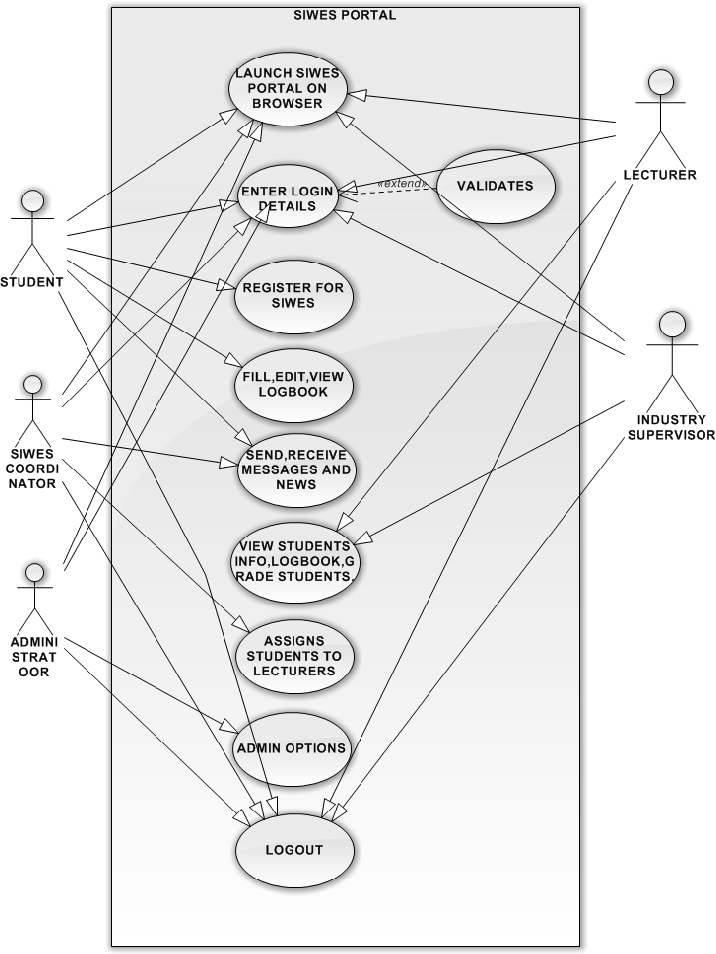 SIWES PORTAL
LAUNCH SIWES
PORTAL ON
BROWSER
LECTURER
«extend»
VALIDATES
ENTER LOGIN
DETAILS
STUDENT
REGISTER FOR
SIWES
FILL,EDIT,VIEW
LOGBOOK
INDUSTRY
SUPERVISOR
SIWES
COORDI
NATOR
SEND,RECEIVE
MESSAGES AND
NEWS
VIEW STUDENTS
INFO,LOGBOOK,G
RADE STUDENTS.
ADMINI
STRAT
OOR
ASSIGNS
STUDENTS TO
LECTURERS
ADMIN OPTIONS
LOGOUT